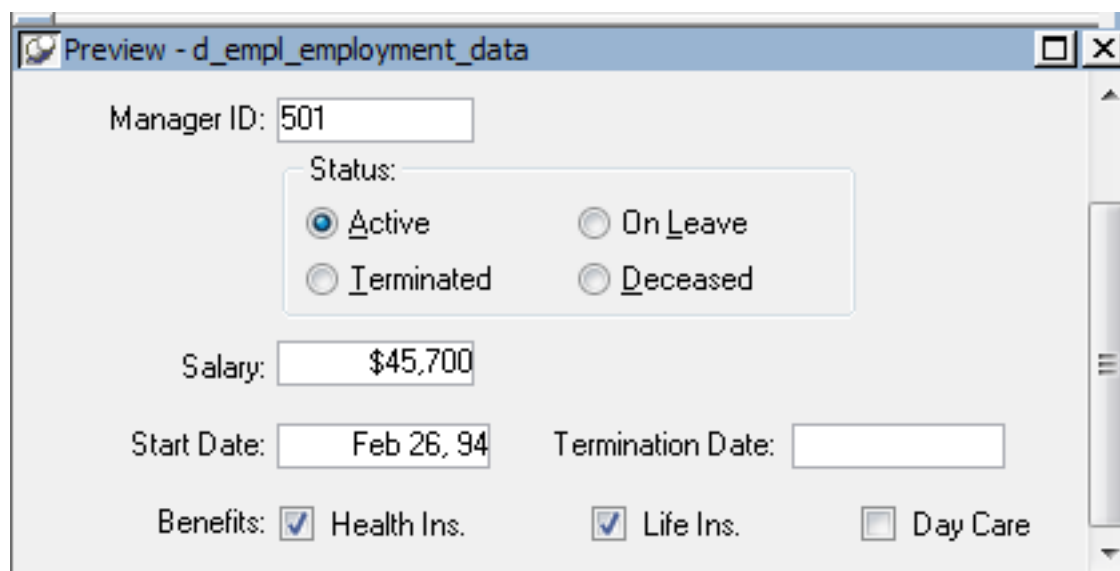 Preview - d_empl_employment_data
Manager ID: 501
Status:
Active On Leave
Terminated Deceased
Salary: $45,700
Start Date: Feb 26, 94 Termination Date:
Benefits: Health Ins. Life Ins. Day Care